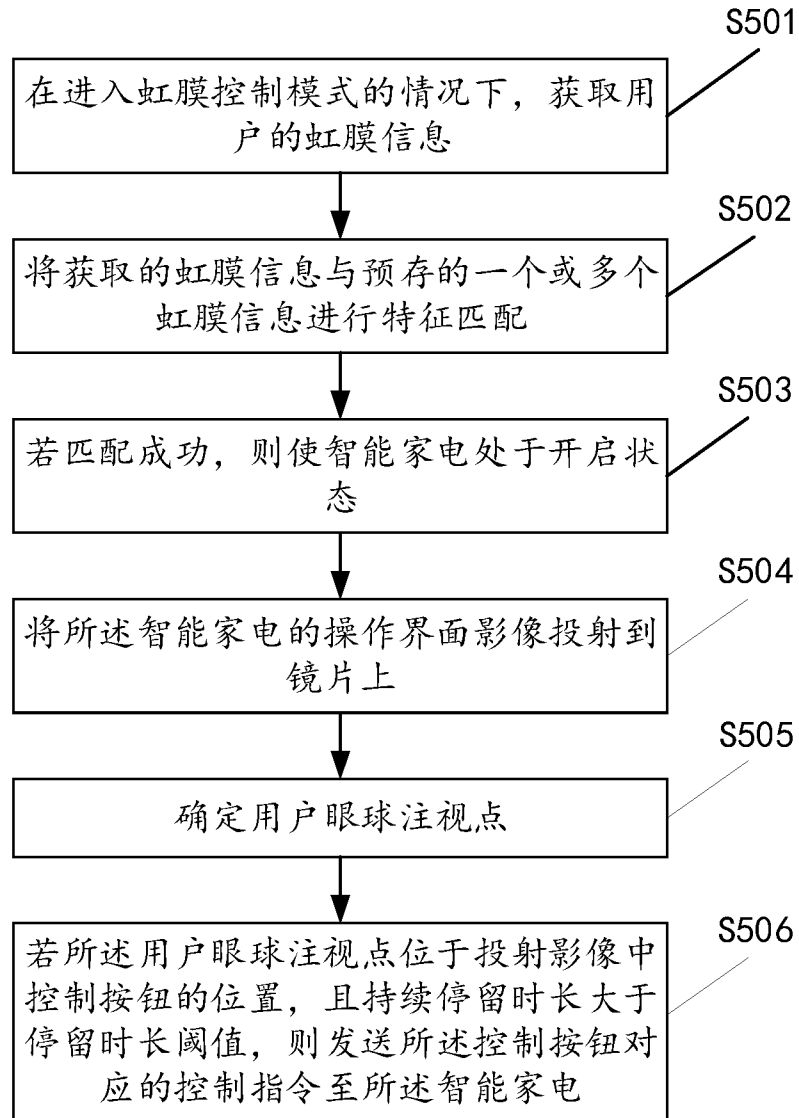 S501
在进入虹膜控制模式的情况下，获取用
户的虹膜信息
S502
将获取的虹膜信息与预存的一个或多个
虹膜信息进行特征匹配
S503
若匹配成功，则使智能家电处于开启状
态
S504
将所述智能家电的操作界面影像投射到
镜片上
S505
确定用户眼球注视点
S506
若所述用户眼球注视点位于投射影像中
控制按钮的位置，且持续停留时长大于
停留时长阈值，则发送所述控制按钮对
应的控制指令至所述智能家电